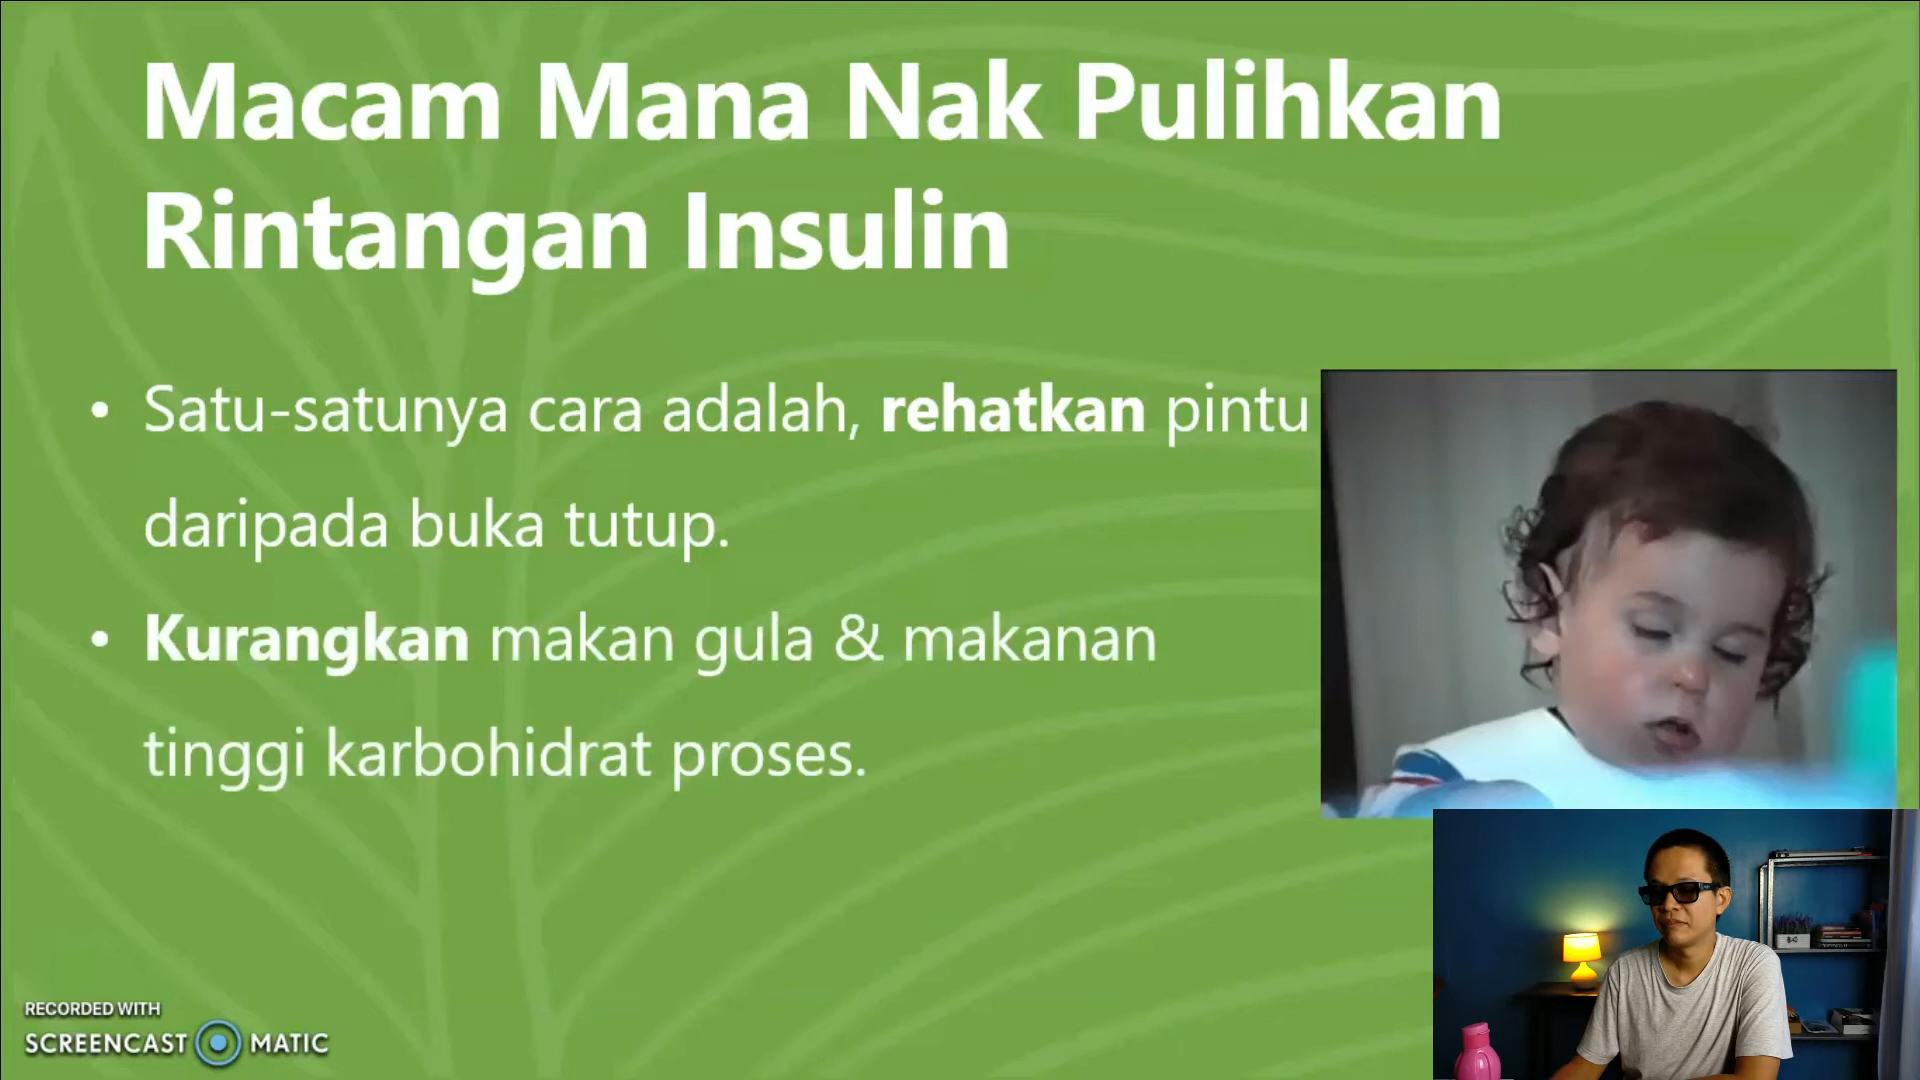 Macam Mana Nak Pulihkan
Rintangan Insulin
• Satu-satunya cara adalah, rehatkan pintu
daripada buka tutup.
• Kurangkan makan gula & makanan
tinggi karbohidrat proses.
RECORDED WITH
SCREENCAST MATIC